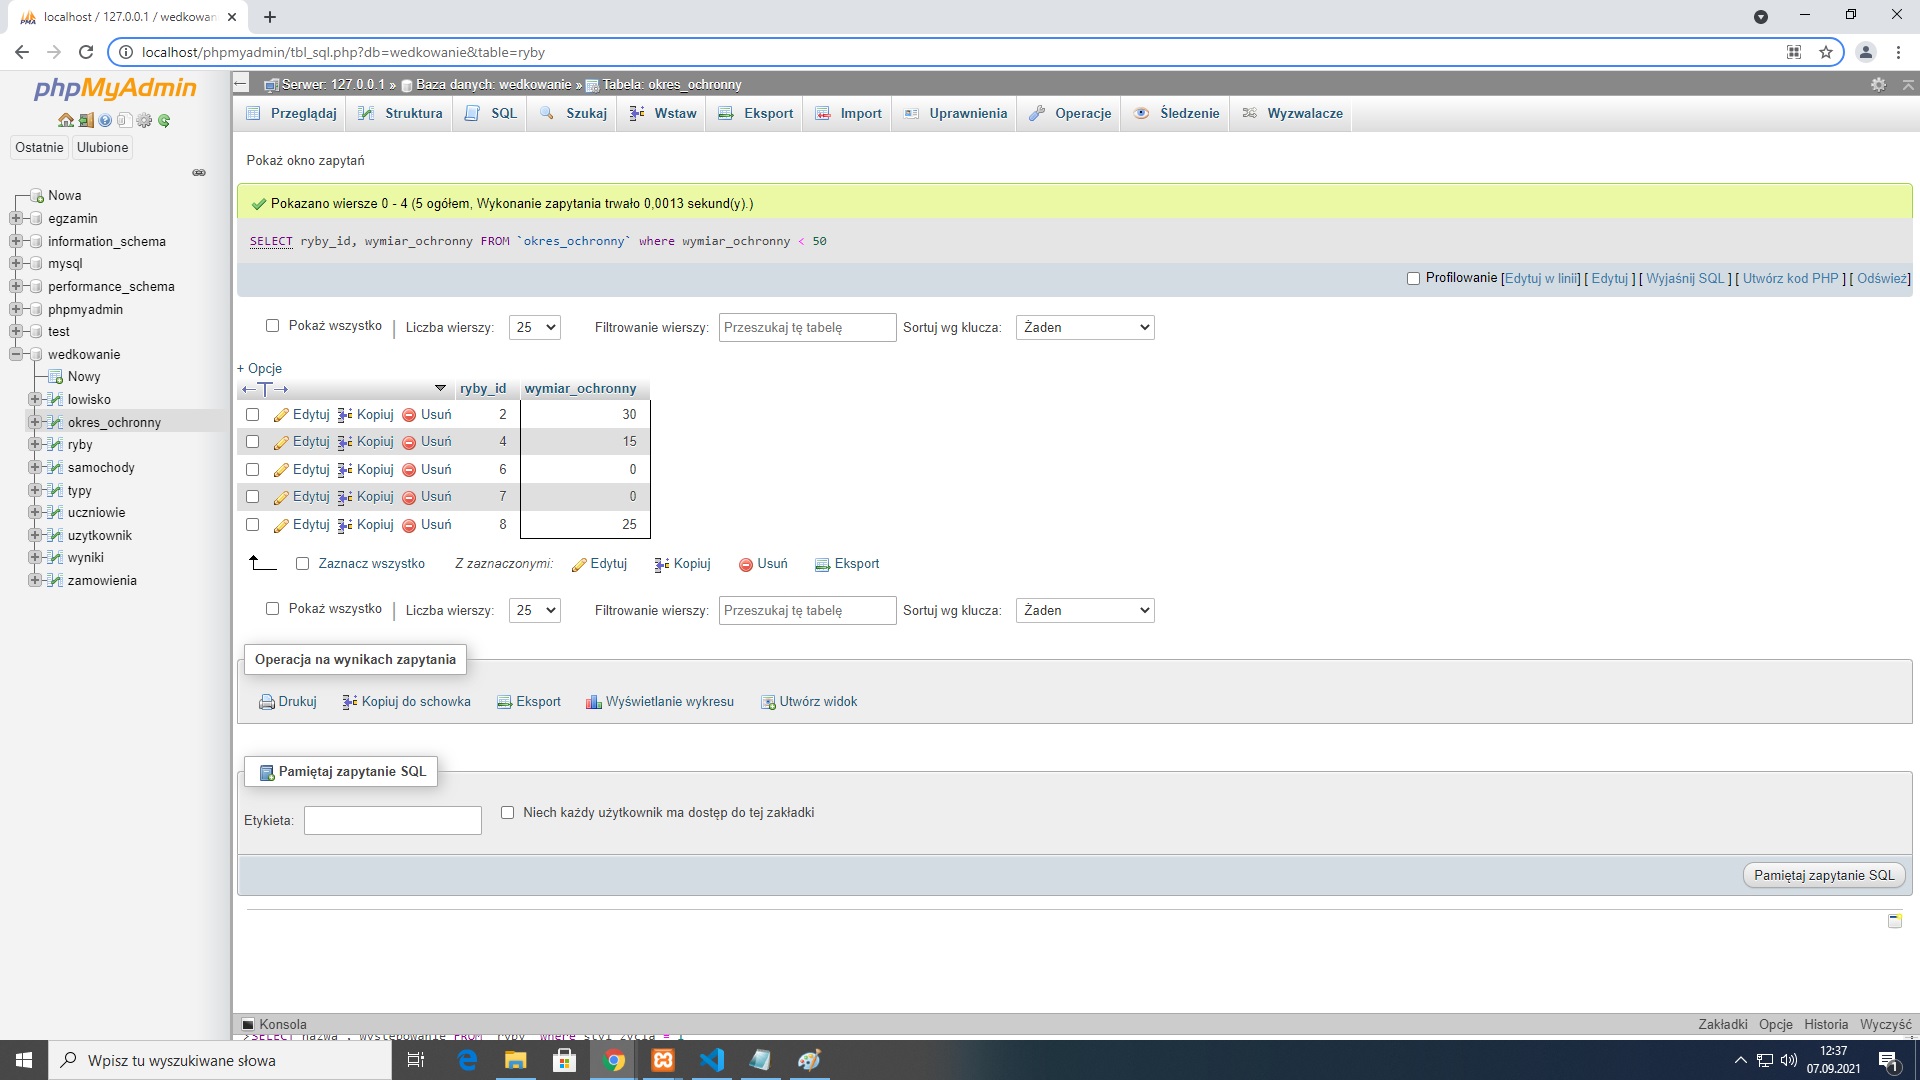 localhost / 127.0.0.1 / wedkowan
localhost/phpmyadmin/tbl_sql.php?db=wedkowanie&table=ryby
phpMyAdmin
Ostatnie Ulubione
Nowa
egzamin
information_schema
mysql
performance_schema
phpmyadmin
test
wedkowanie
Nowy
lowisko
okres_ochronny
ryby
samochody
typy
uczniowie
uzytkownik
wyniki
zamowienia
Serwer: 127.0.0.1 » Baza danych: wedkowanie » Tabela: okres_ochronny
Przeglądaj Struktura SQL Szukaj Wstaw Eksport Import Uprawnienia Operacje Śledzenie Wyzwalacze
Pokaż okno zapytań
Pokazano wiersze 0 - 4 (5 ogółem, Wykonanie zapytania trwało 0,0013 sekund(y).)
SELECT ryby_id, wymiar_ochronny FROM `okres_ochronny` where wymiar_ochronny < 50
Profilowanie [Edytuj w linii] [ Edytuj ] [ Wyjaśnij SQL ] [ Utwórz kod PHP ] [ Odśwież]
Pokaż wszystko | Liczba wierszy: 25 Filtrowanie wierszy: Przeszukaj tę tabelę Sortuj wg klucza: Żaden
+ Opcje
←T→ ryby_id wymiar_ochronny
Edytuj Kopiuj Usuń 2 30
Edytuj Kopiuj Usuń 4 15
Edytuj Kopiuj Usuń 6 0
Edytuj Kopiuj Usuń 7 0
Edytuj Kopiuj Usuń 8 25
Zaznacz wszystko Z zaznaczonymi: Edytuj Kopiuj Usuń Eksport
Pokaż wszystko | Liczba wierszy: 25 Filtrowanie wierszy: Przeszukaj tę tabelę Sortuj wg klucza: Żaden
Operacja na wynikach zapytania
Drukuj Kopiuj do schowka Eksport Wyświetlanie wykresu Utwórz widok
Pamiętaj zapytanie SQL
Etykieta: Niech każdy użytkownik ma dostęp do tej zakładki
Pamiętaj zapytanie SQL
Konsola Zakładki Opcje Historia Wyczyść
>SELECT nazwa , wystepowanie FROM `ryby` where styl_zycia = 1
Wpisz tu wyszukiwane słowa
12:37
07.09.2021
1